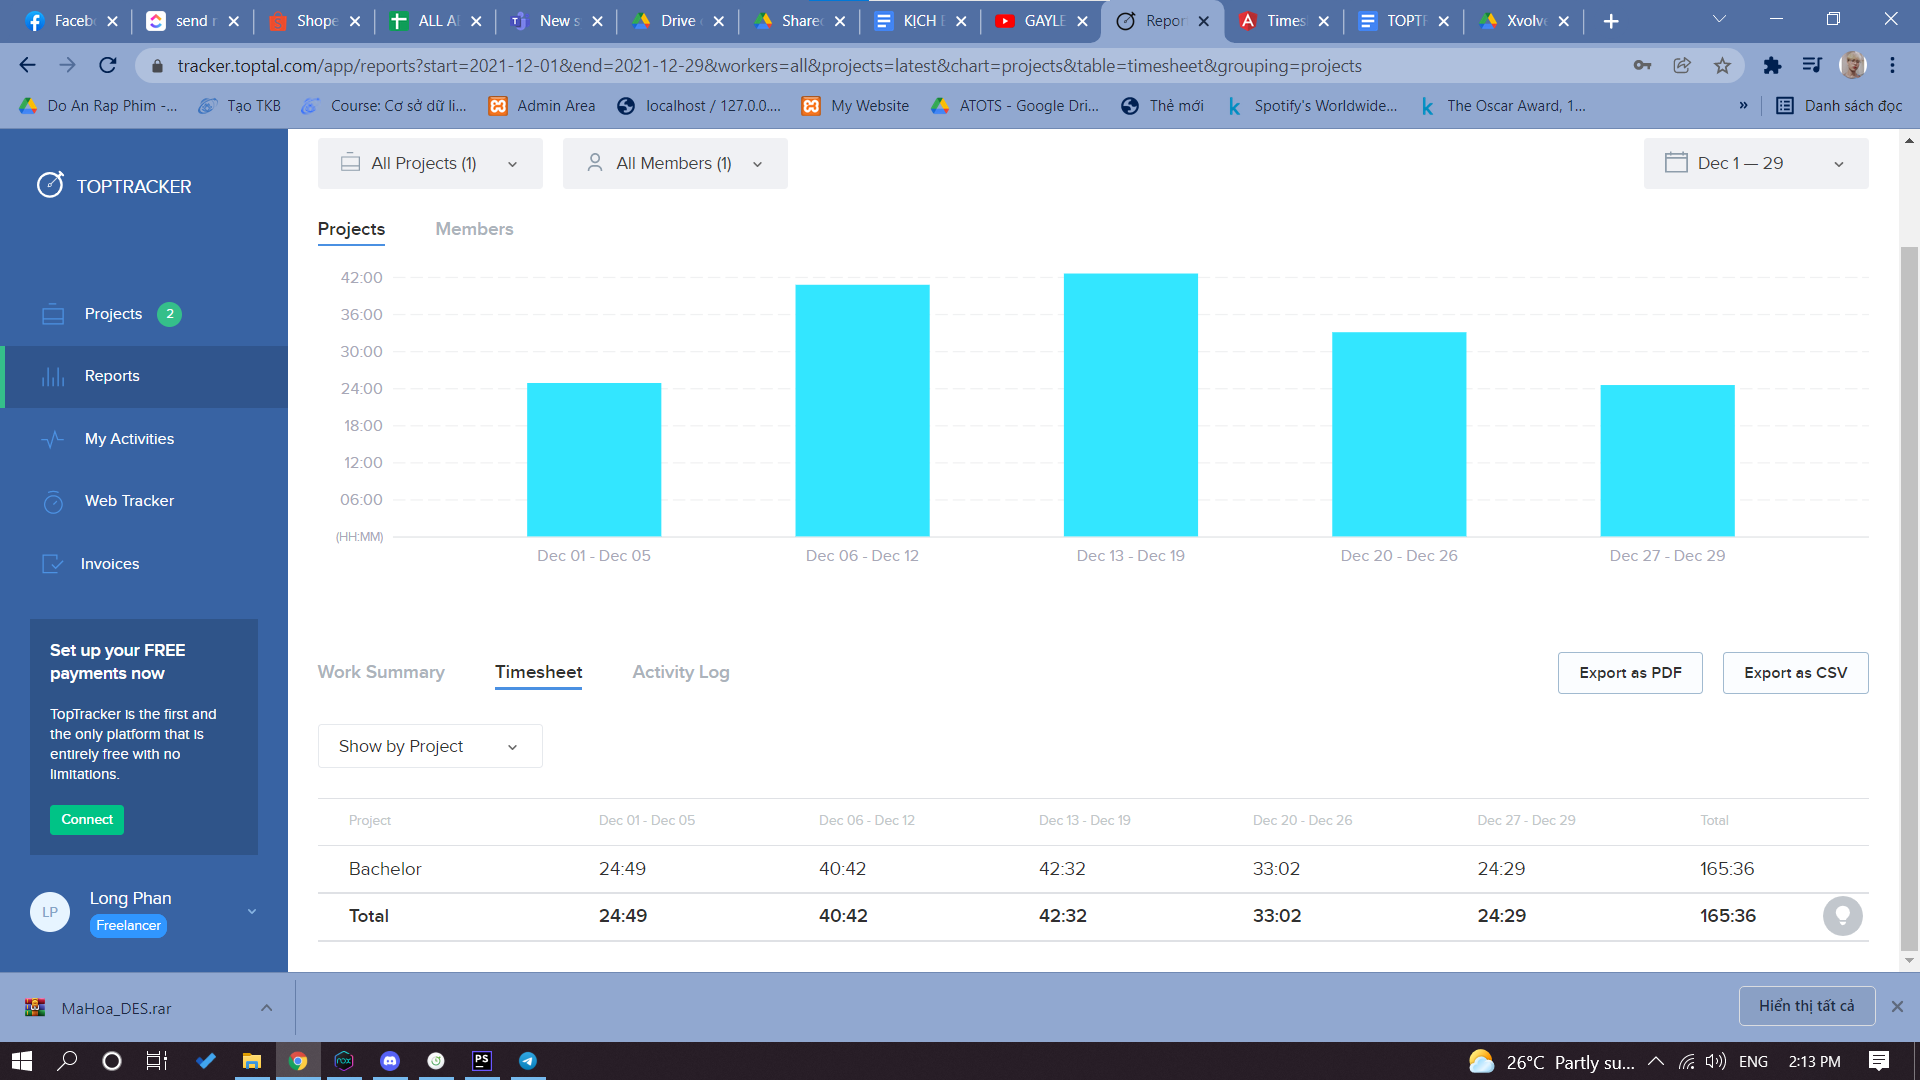 Faceb
send r
Shope
ALL A
New s
Drive
Shared
KỊCH
GAYLE
Repor
Times
TOPT
Xvolv
tracker.toptal.com/app/reports?start=2021-12-01&end=2021-12-29&workers=all&projects=latest&chart=projects&table=timesheet&grouping=projects
Do An Rap Phim -...
Tạo TKB
Course: Cơ sở dữ li...
Admin Area
localhost / 127.0.0....
My Website
ATOTS - Google Dri...
Thẻ mới
Spotify's Worldwide...
The Oscar Award, 1...
»
Danh sách đọc
TOPTRACKER
Projects 2
Reports
My Activities
Web Tracker
Invoices
Set up your FREE
payments now
TopTracker is the first and
the only platform that is
entirely free with no
limitations.
Connect
LP
Long Phan
Freelancer
All Projects (1)
All Members (1)
Dec 1 — 29
Projects
Members
42:00
36:00
30:00
24:00
18:00
12:00
06:00
(HH:MM)
Dec 01 - Dec 05
Dec 06 - Dec 12
Dec 13 - Dec 19
Dec 20 - Dec 26
Dec 27 - Dec 29
Work Summary
Timesheet
Activity Log
Export as PDF
Export as CSV
Show by Project
Project Dec 01 - Dec 05 Dec 06 - Dec 12 Dec 13 - Dec 19 Dec 20 - Dec 26 Dec 27 - Dec 29 Total
Bachelor 24:49 40:42 42:32 33:02 24:29 165:36
Total 24:49 40:42 42:32 33:02 24:29 165:36
MaHoa_DES.rar
Hiển thị tất cả
PS
26°C Partly su...
ENG
2:13 PM